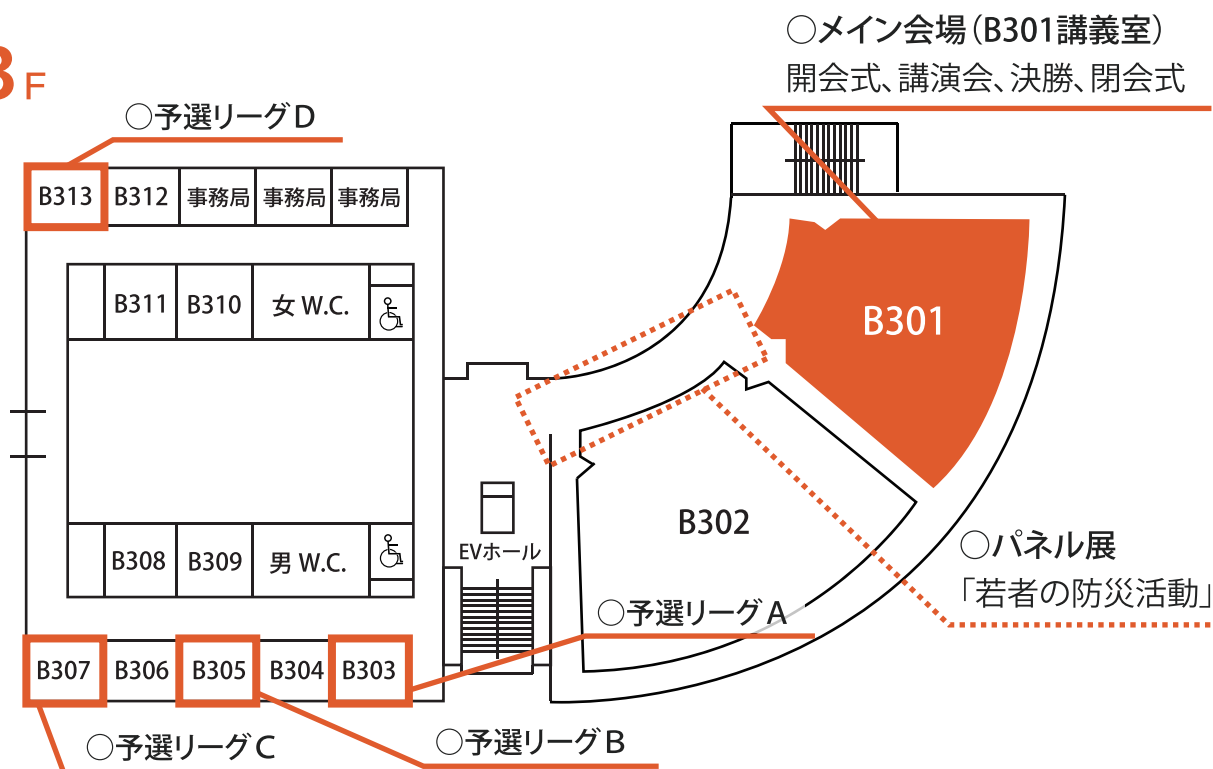 3F
○メイン会場（B301講義室）
開会式、講演会、決勝、閉会式
○予選リーグD
B313
B312
事務局
事務局
事務局
B311
B310
女 W.C.
B301
B302
B308
B309
男 W.C.
EVホール
○パネル展
「若者の防災活動」
○予選リーグA
B307
B306
B305
B304
B303
○予選リーグC
○予選リーグB